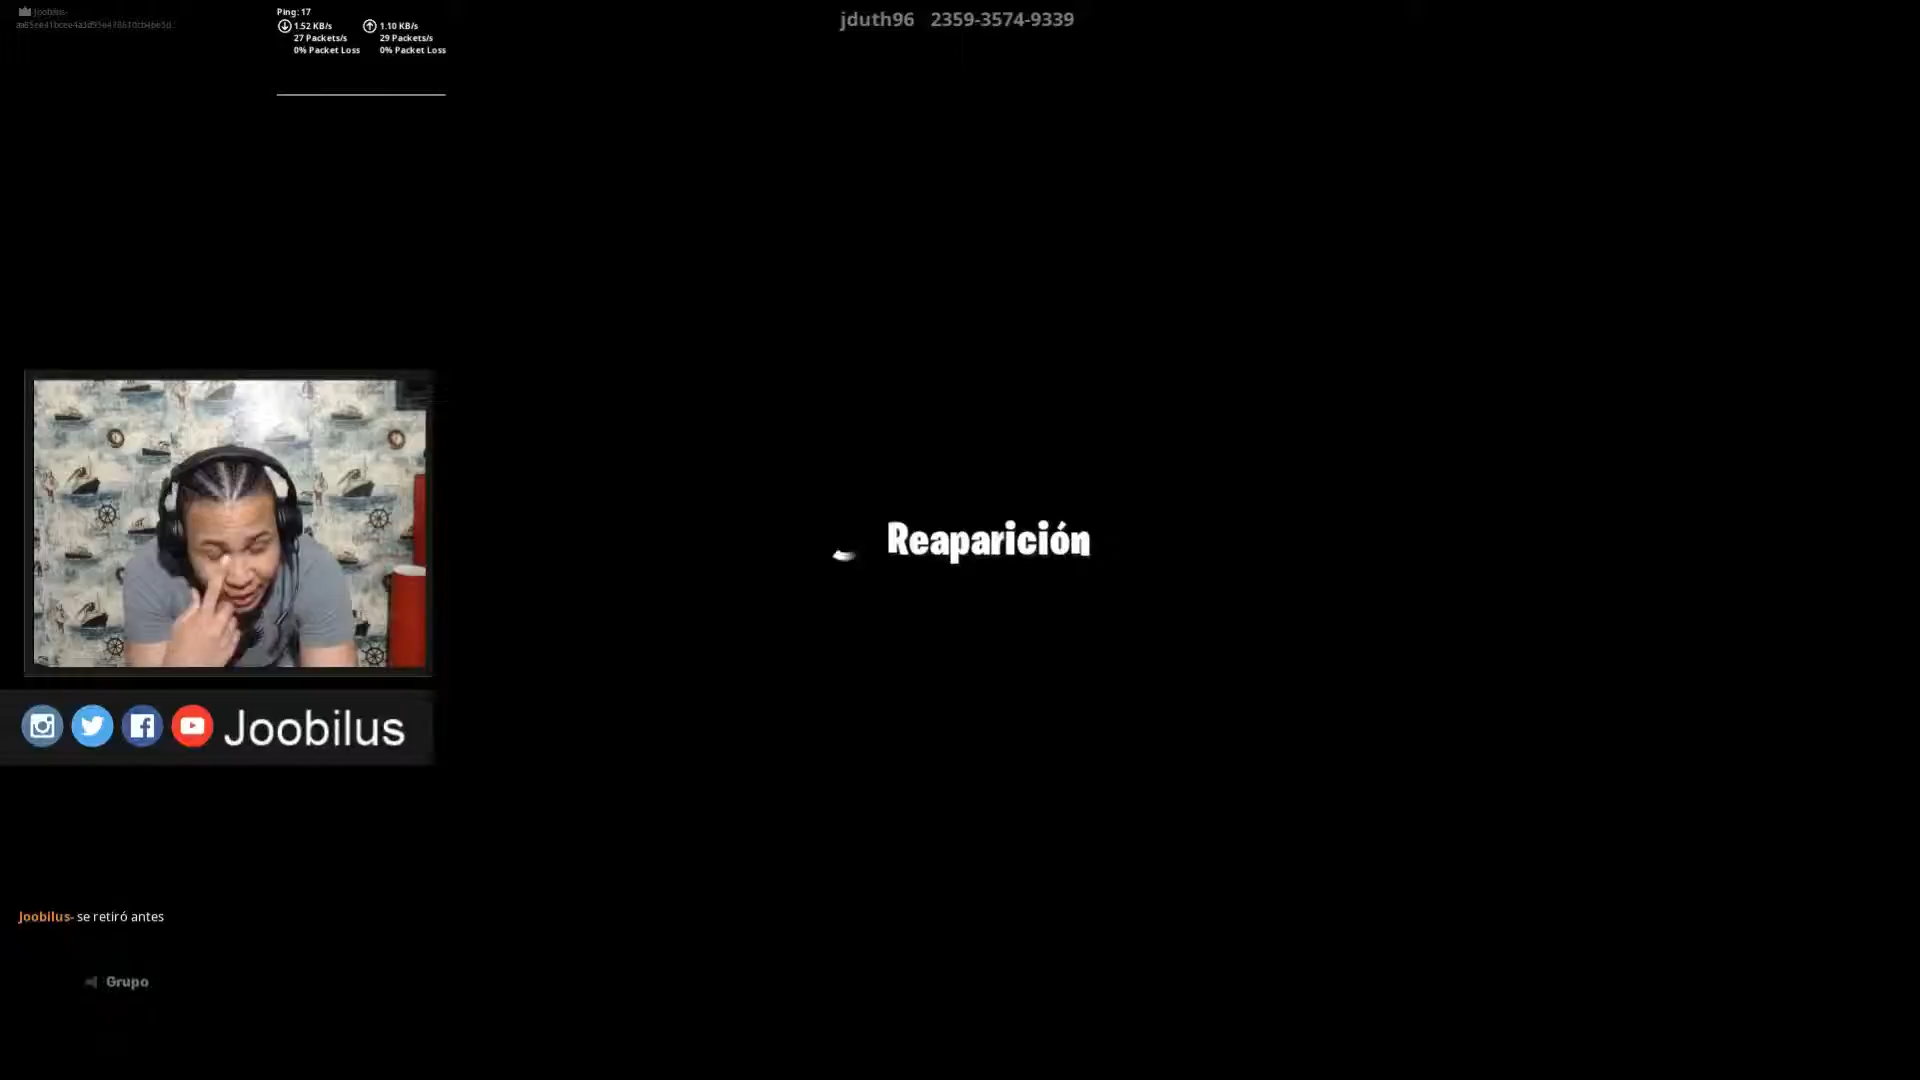 Joobilus-
Ping: 17
1.52 KB/s 1.10 KB/s
27 Packets/s 29 Packets/s
0% Packet Loss 0% Packet Loss
jduth96 2359-3574-9339
Reaparición
Joobilus
Joobilus- se retiró antes
Grupo